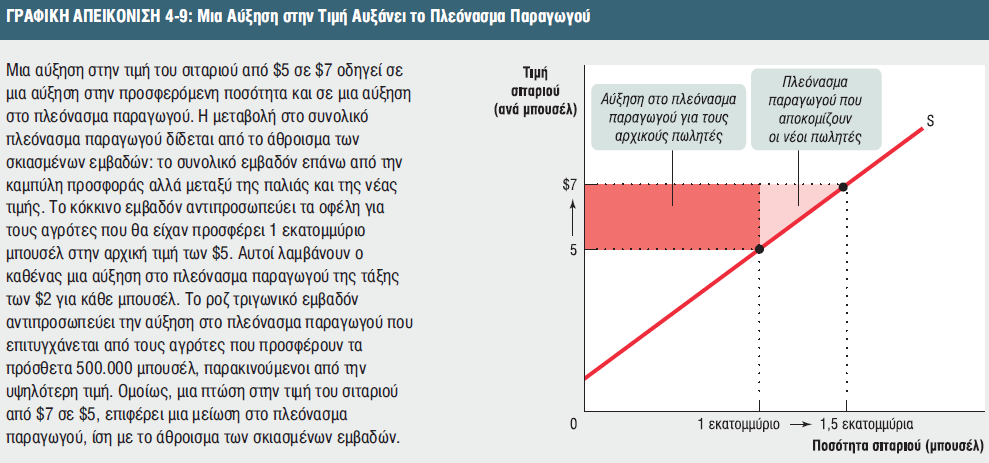 ΓΡΑΦΙΚΗ ΑΠΕΙΚΟΝΙΣΗ 4-9: Μια Αύξηση στην Τιμή Αυξάνει το Πλεόνασμα Παραγωγού
Μια αύξηση στην τιμή του σιταριού από $5 σε $7 οδηγεί σε
μια αύξηση στην προσφερόμενη ποσότητα και σε μια αύξηση
στο πλεόνασμα παραγωγού. Η μεταβολή στο συνολικό
πλεόνασμα παραγωγού δίδεται από το άθροισμα των
σκιασμένων εμβαδών: το συνολικό εμβαδόν επάνω από την
καμπύλη προσφοράς αλλά μεταξύ της παλιάς και της νέας
τιμής. Το κόκκινο εμβαδόν αντιπροσωπεύει τα οφέλη για
τους αγρότες που θα είχαν προσφέρει 1 εκατομμύριο
μπουσέλ στην αρχική τιμή των $5. Αυτοί λαμβάνουν ο
καθένας μια αύξηση στο πλεόνασμα παραγωγού της τάξης
των $2 για κάθε μπουσέλ. Το ροζ τριγωνικό εμβαδόν
αντιπροσωπεύει την αύξηση στο πλεόνασμα παραγωγού που
επιτυγχάνεται από τους αγρότες που προσφέρουν τα
πρόσθετα 500.000 μπουσέλ, παρακινούμενοι από την
υψηλότερη τιμή. Ομοίως, μια πτώση στην τιμή του σιταριού
από $7 σε $5, επιφέρει μια μείωση στο πλεόνασμα
παραγωγού, ίση με το άθροισμα των σκιασμένων εμβαδών.
Τιμή
σιταριού
(ανά μπουσέλ)
Αύξηση στο πλεόνασμα
παραγωγού για τους
αρχικούς πωλητές
Πλεόνασμα
παραγωγού που
αποκομίζουν
οι νέοι πωλητές
S
$7
5
0
1 εκατομμύριο
1,5 εκατομμύρια
Ποσότητα σιταριού (μπουσέλ)